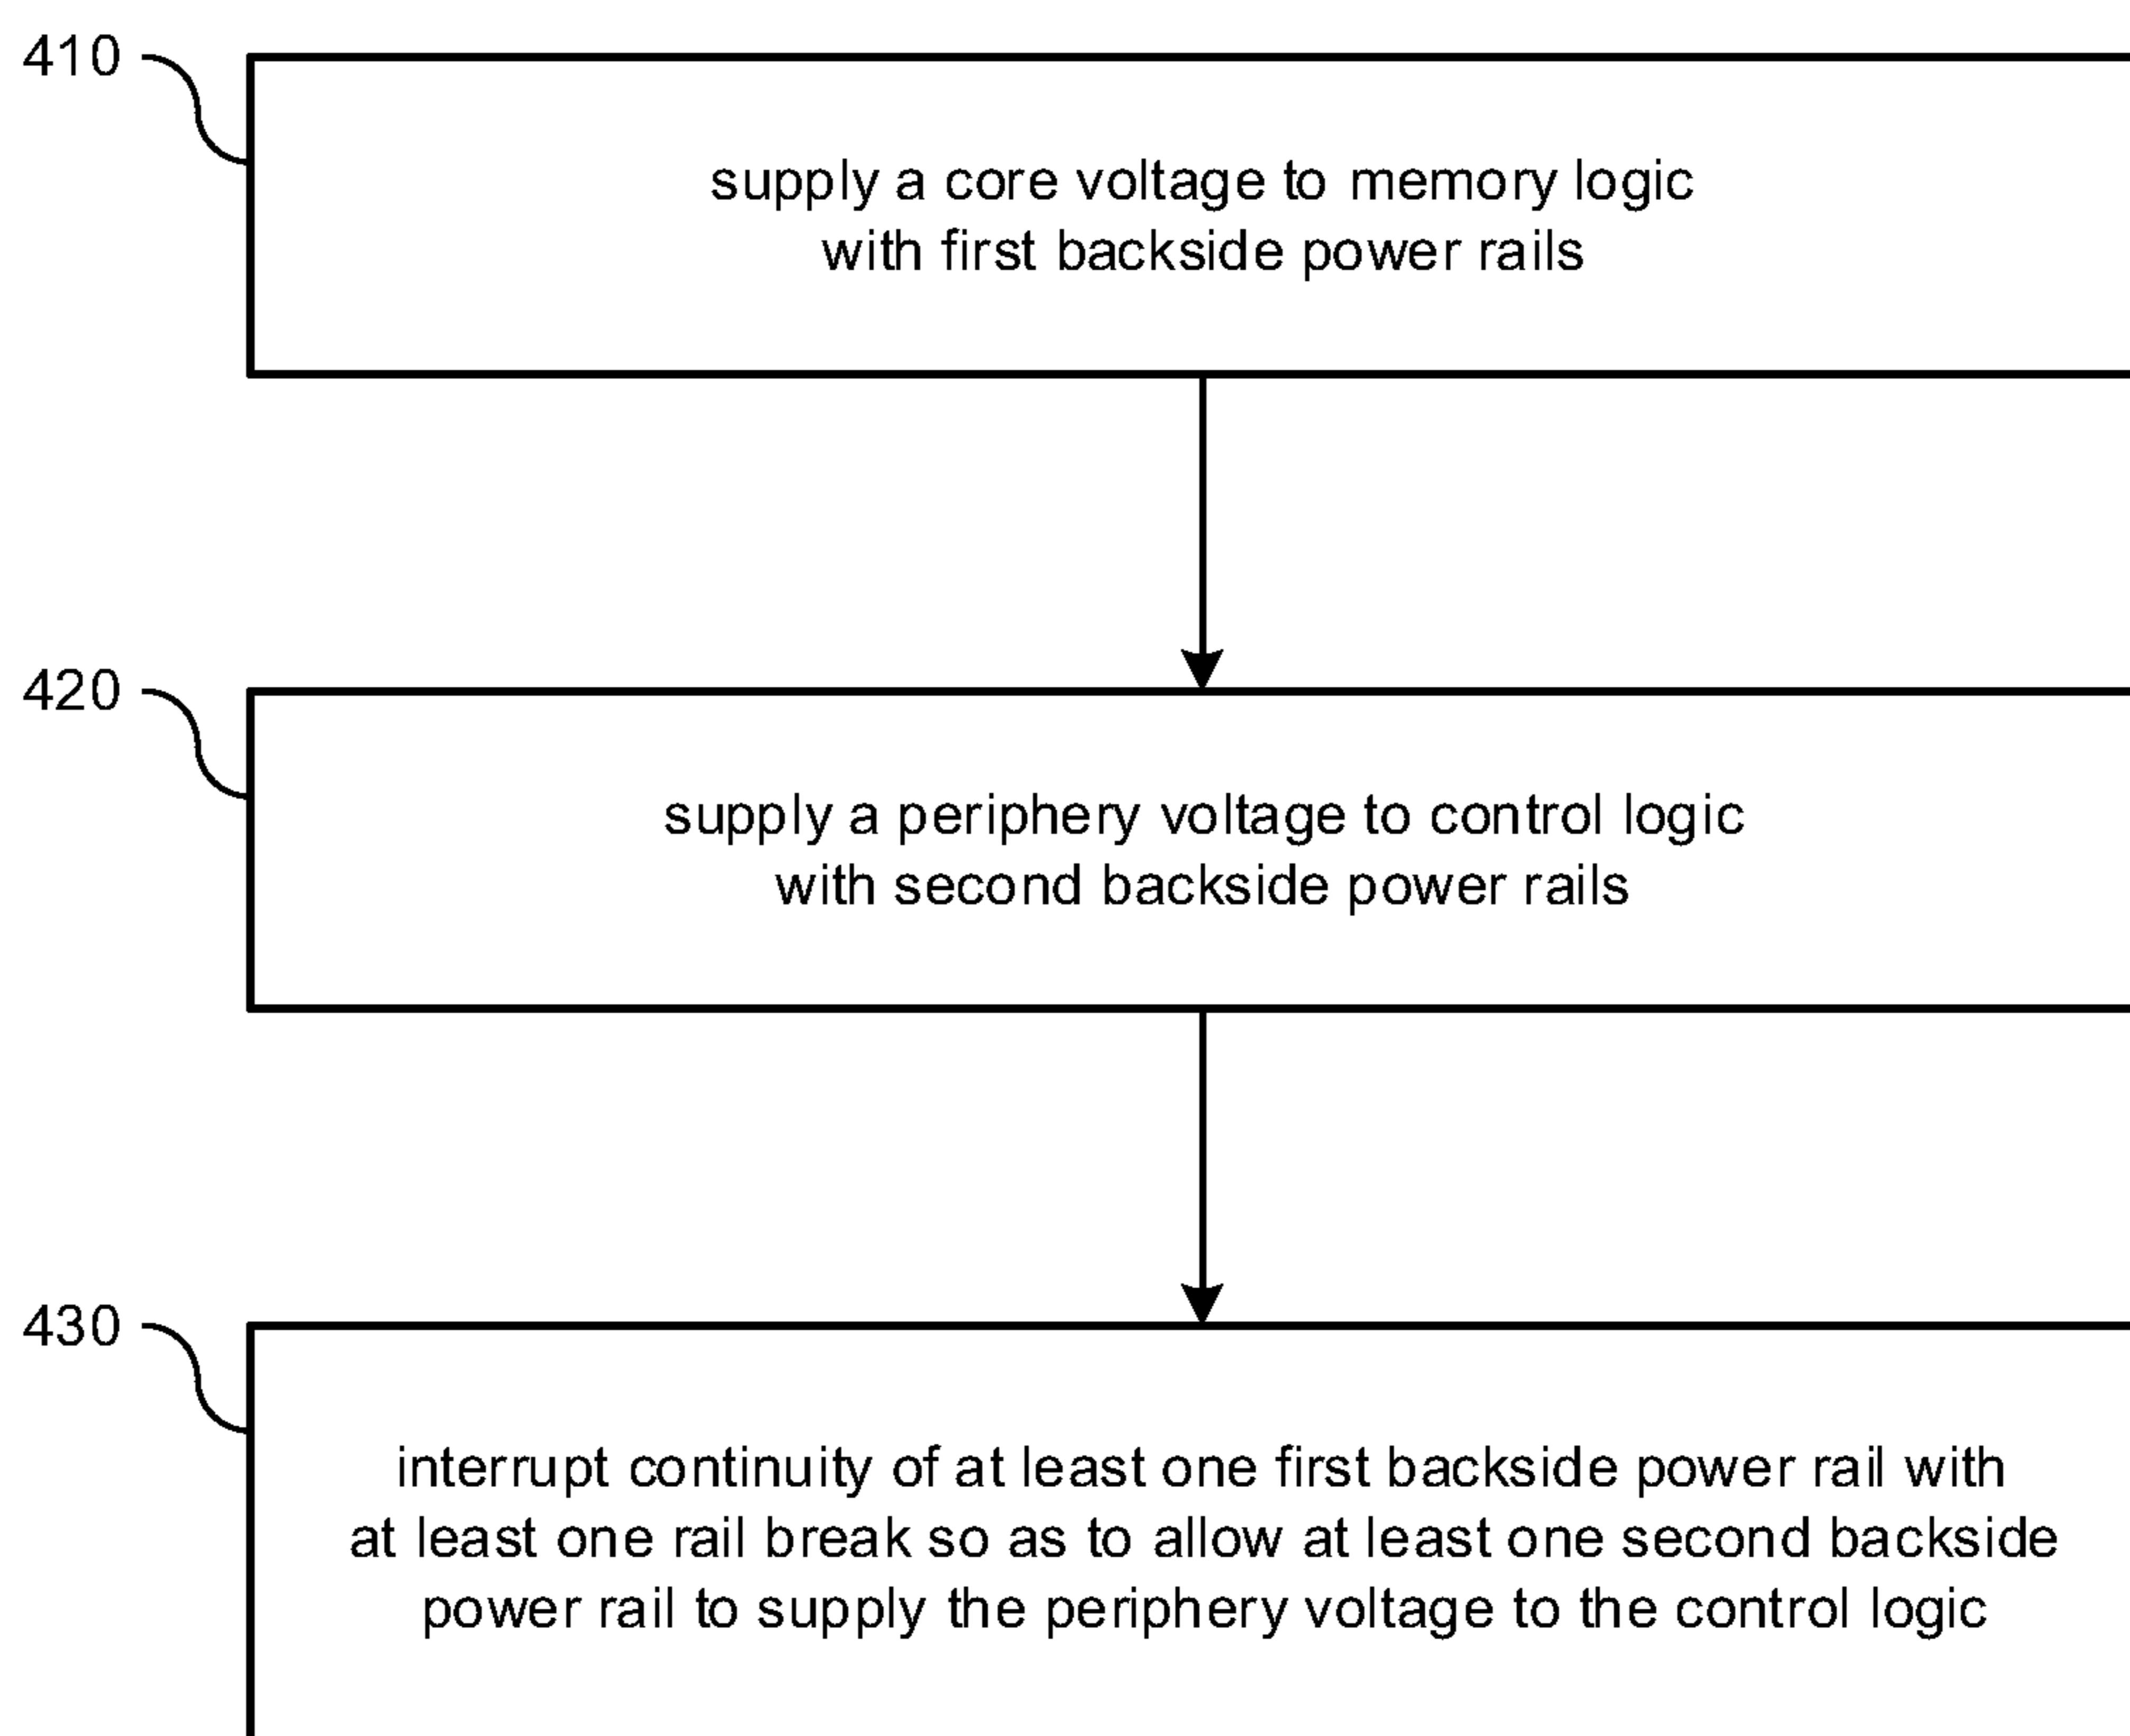 410
supply a core voltage to memory logic
with first backside power rails
420
supply a periphery voltage to control logic
with second backside power rails
430
interrupt continuity of at least one first backside power rail with
at least one rail break so as to allow at least one second backside
power rail to supply the periphery voltage to the control logic